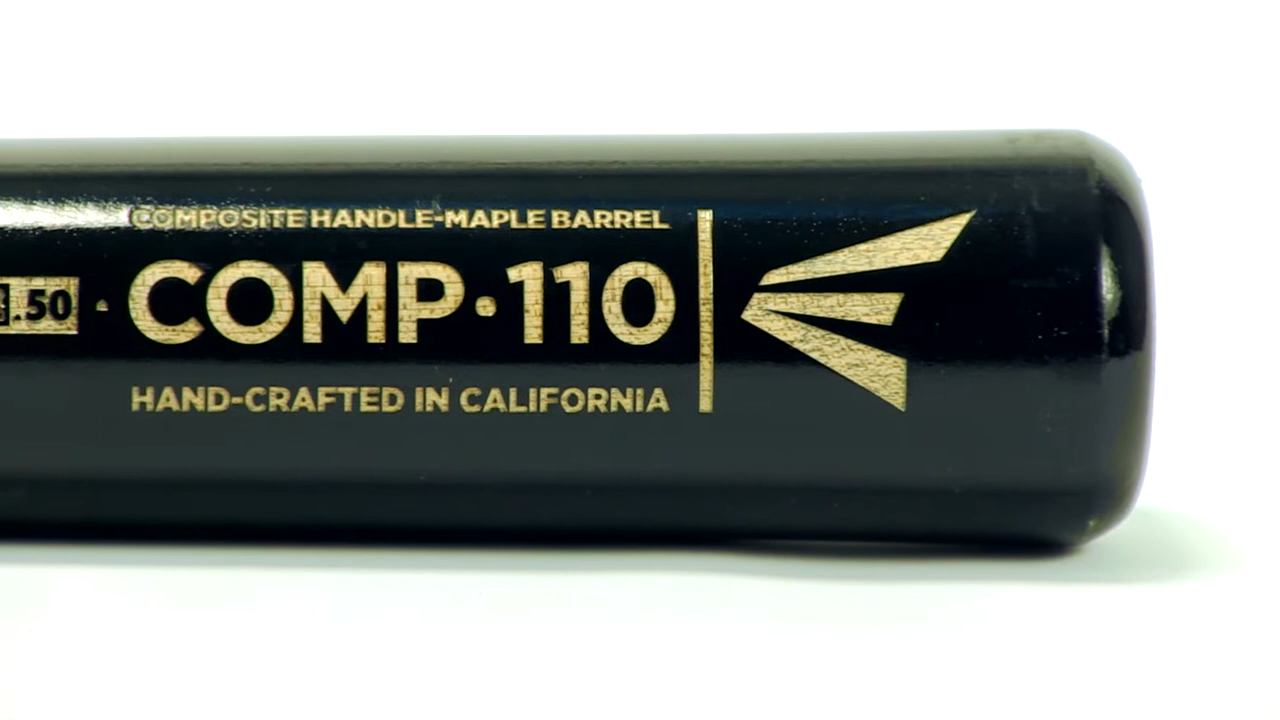 COMPOSITE HANDLE-MAPLE BARREL
.50 · COMP·110
HAND-CRAFTED IN CALIFORNIA